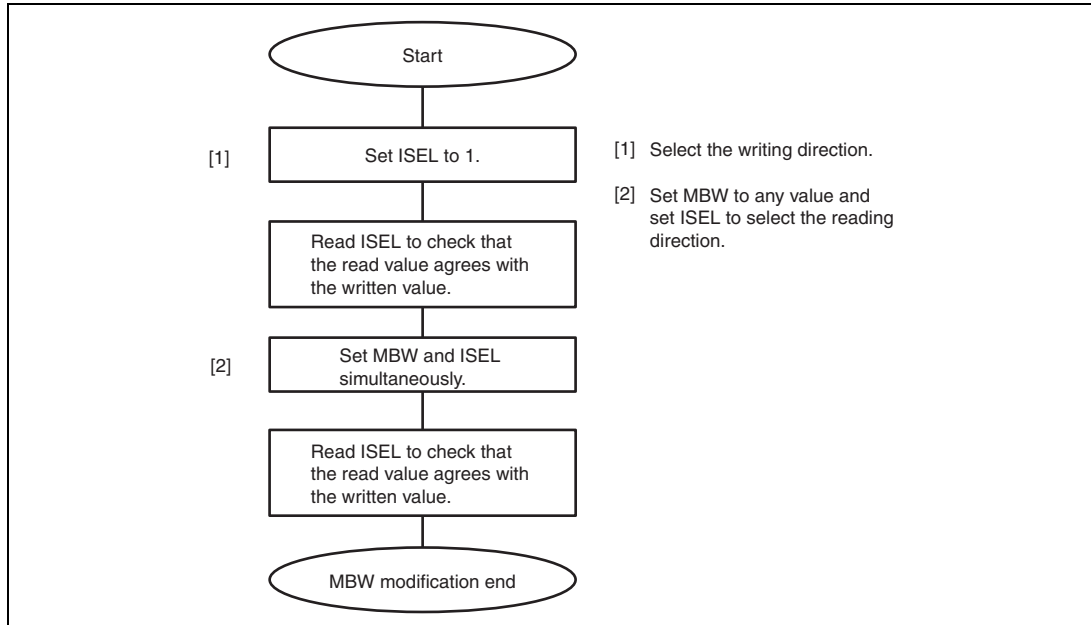 Start
[1]
Set ISEL to 1.
[1] Select the writing direction.
[2] Set MBW to any value and
set ISEL to select the reading
direction.
Read ISEL to check that
the read value agrees with
the written value.
[2]
Set MBW and ISEL
simultaneously.
Read ISEL to check that
the read value agrees with
the written value.
MBW modification end